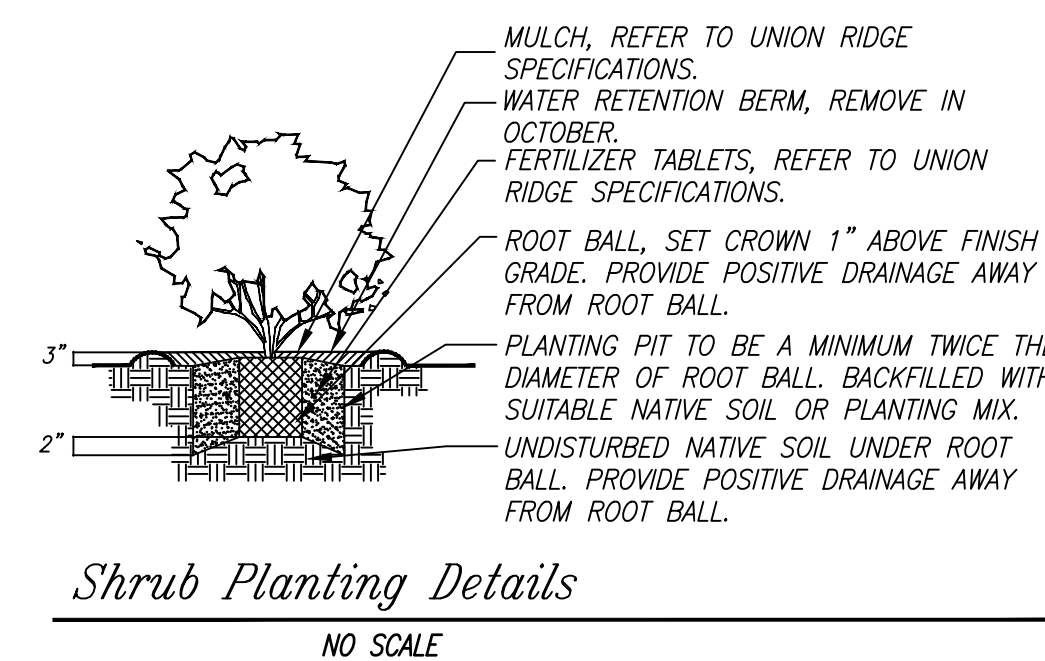 MULCH, REFER TO UNION RIDGE
SPECIFICATIONS.
WATER RETENTION BERM, REMOVE IN
OCTOBER.
FERTILIZER TABLETS, REFER TO UNION
RIDGE SPECIFICATIONS.
ROOT BALL, SET CROWN 1" ABOVE FINISH
GRADE. PROVIDE POSITIVE DRAINAGE AWAY
FROM ROOT BALL.
3"
PLANTING PIT TO BE A MINIMUM TWICE THE
DIAMETER OF ROOT BALL. BACKFILLED WITH
SUITABLE NATIVE SOIL OR PLANTING MIX.
2"
UNDISTURBED NATIVE SOIL UNDER ROOT
BALL. PROVIDE POSITIVE DRAINAGE AWAY
FROM ROOT BALL.
Shrub Planting Details
NO SCALE